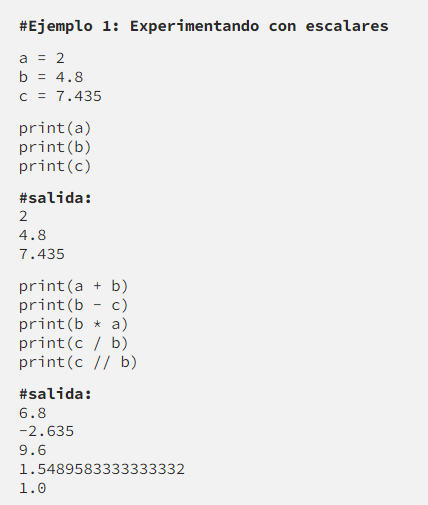 #Ejemplo 1: Experimentando con escalares
a = 2
b = 4.8
c = 7.435
print(a)
print(b)
print(c)
#salida:
2
4.8
7.435
print(a + b)
print(b - c)
print(b * a)
print(c / b)
print(c // b)
#salida:
6.8
-2.635
9.6
1.5489583333333332
1.0